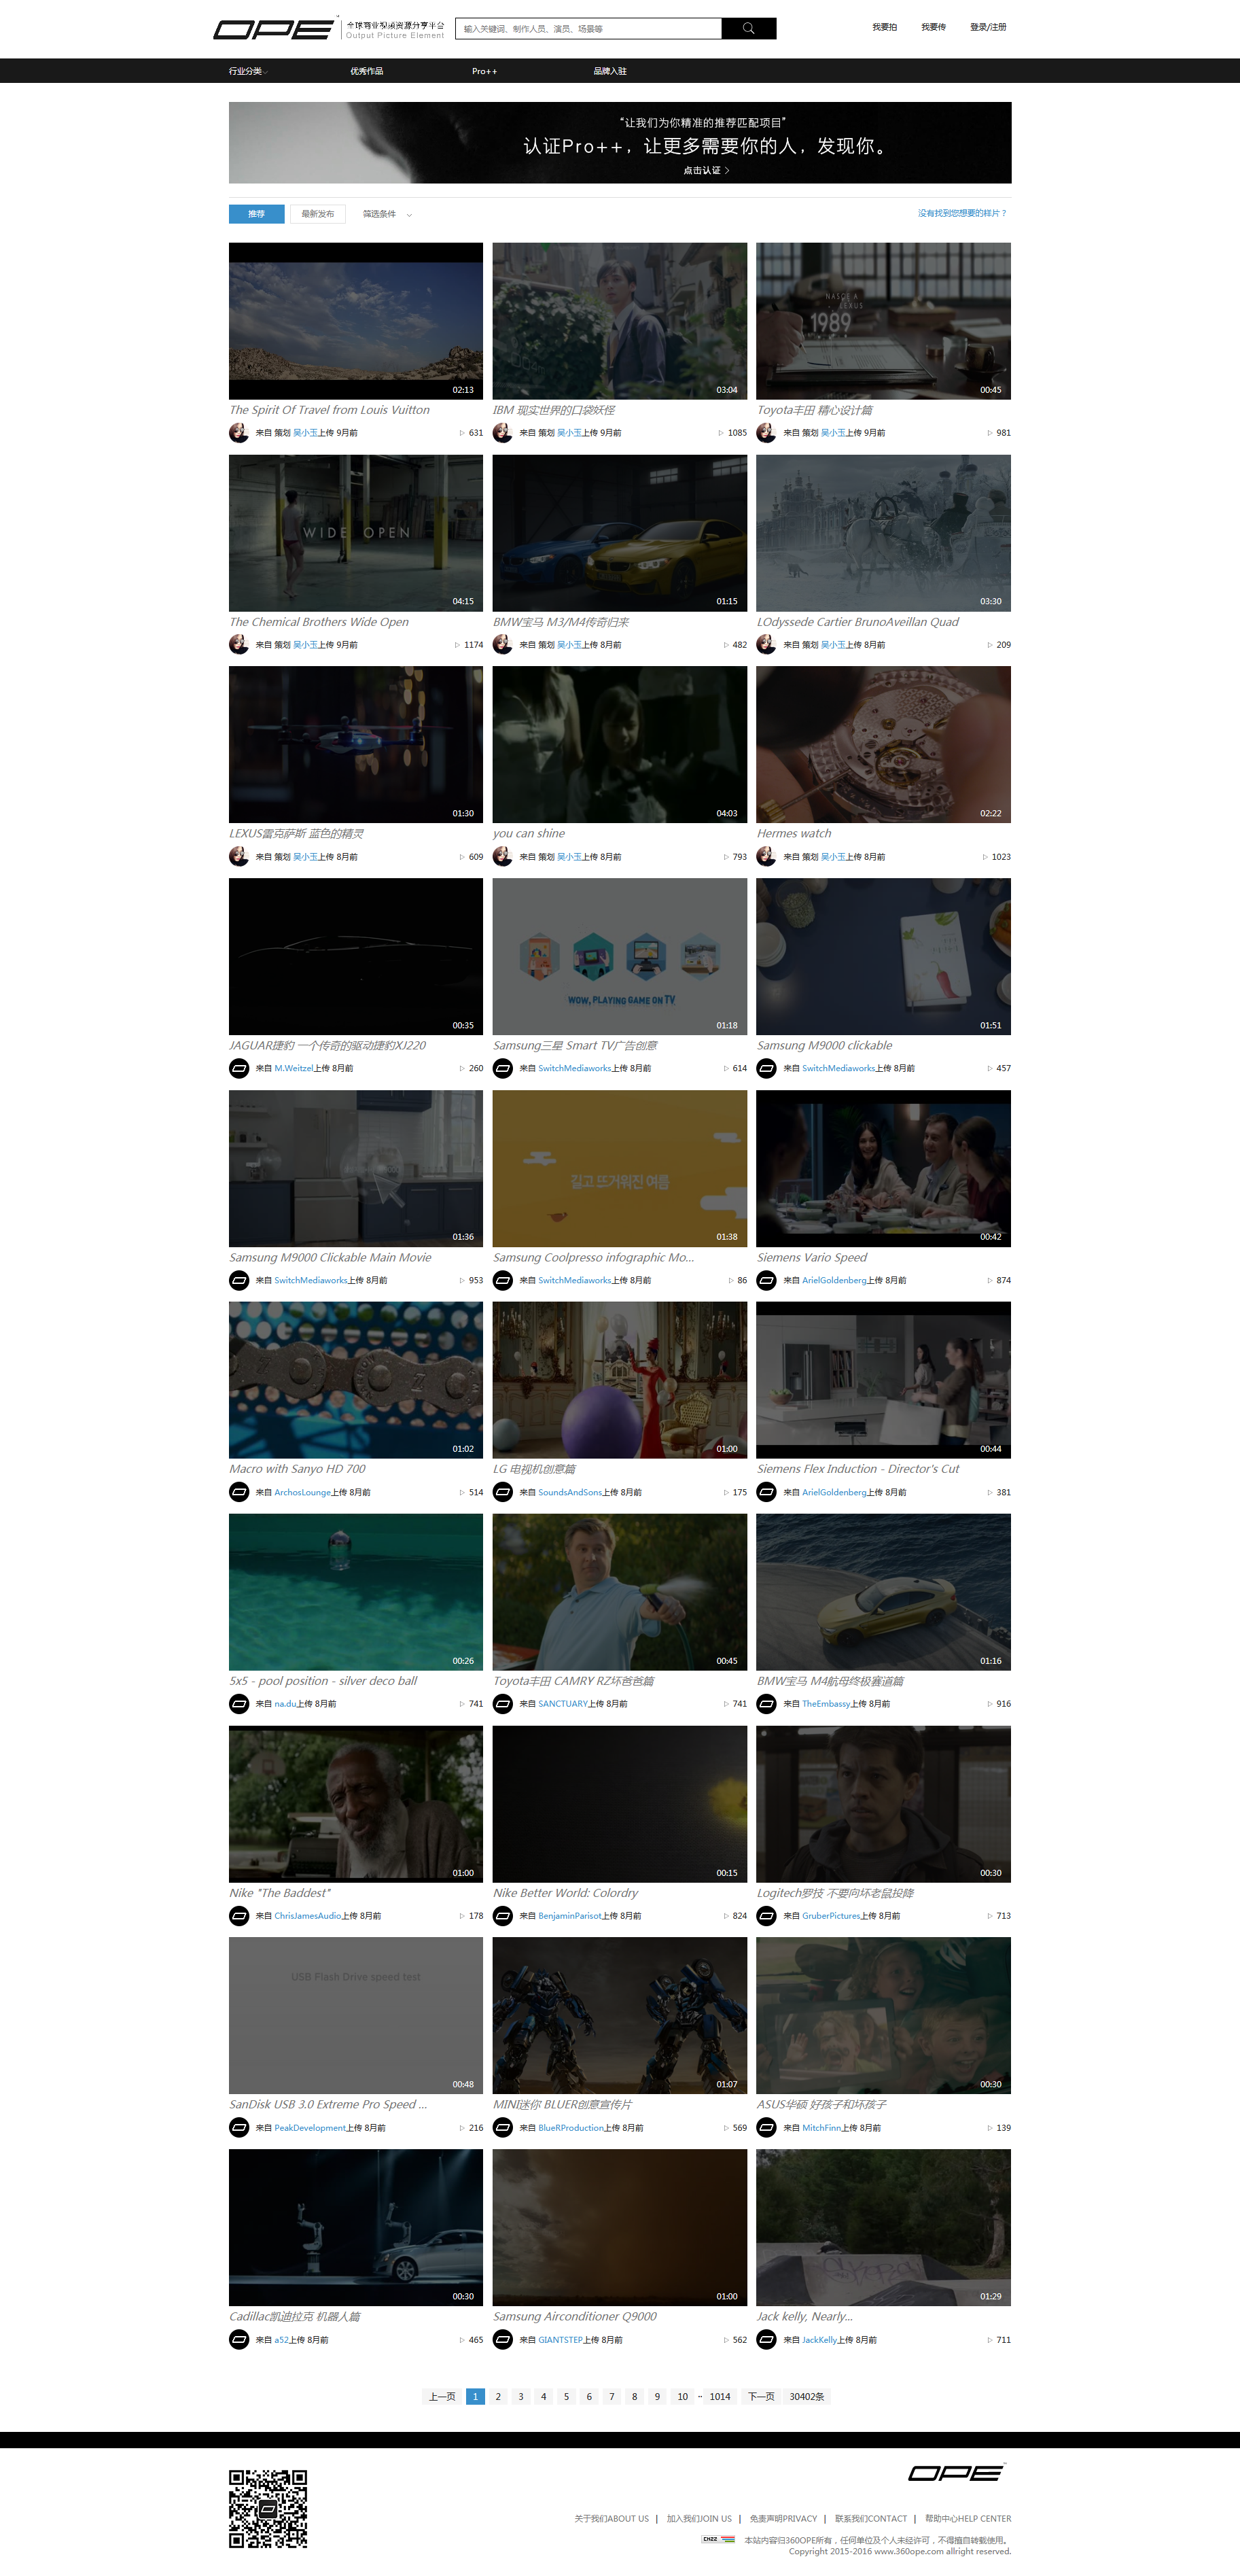 OPE 全球商业视频资源分享平台
Output Picture Element
输入关键词、制作人员、演员、场景等
我要拍 我要传 登录/注册
行业分类 优秀作品 Pro++ 品牌入驻
“让我们为你精准的推荐匹配项目”
认证Pro++，让更多需要你的人，发现你。
点击认证 >
推荐 最新发布 筛选条件 没有找到您想要的样片？
NASCE A
LEXUS
1989
02:13 03:04 00:45
The Spirit Of Travel from Louis Vuitton IBM 现实世界的口袋妖怪 Toyota丰田 精心设计篇
来自 策划 吴小玉上传 9月前 631 来自 策划 吴小玉上传 9月前 1085 来自 策划 吴小玉上传 9月前 981
WIDE OPEN
04:15 01:15 03:30
The Chemical Brothers Wide Open BMW宝马 M3/M4传奇归来 LOdyssede Cartier BrunoAveillan Quad
来自 策划 吴小玉上传 9月前 1174 来自 策划 吴小玉上传 8月前 482 来自 策划 吴小玉上传 8月前 209
01:30 04:03 02:22
LEXUS雷克萨斯 蓝色的精灵 you can shine Hermes watch
来自 策划 吴小玉上传 8月前 609 来自 策划 吴小玉上传 8月前 793 来自 策划 吴小玉上传 8月前 1023
WOW, PLAYING GAME ON TV
00:35 01:18 01:51
JAGUAR捷豹 一个传奇的驱动捷豹XJ220 Samsung三星 Smart TV广告创意 Samsung M9000 clickable
来自 M.Weitzel上传 8月前 260 来自 SwitchMediaworks上传 8月前 614 来自 SwitchMediaworks上传 8月前 457
길고 뜨거워진 여름
01:36 01:38 00:42
Samsung M9000 Clickable Main Movie Samsung Coolpresso infographic Mo... Siemens Vario Speed
来自 SwitchMediaworks上传 8月前 953 来自 SwitchMediaworks上传 8月前 86 来自 ArielGoldenberg上传 8月前 874
01:02 01:00 00:44
Macro with Sanyo HD 700 LG 电视机创意篇 Siemens Flex Induction - Director's Cut
来自 ArchosLounge上传 8月前 514 来自 SoundsAndSons上传 8月前 175 来自 ArielGoldenberg上传 8月前 381
00:26 00:45 01:16
5x5 - pool position - silver deco ball Toyota丰田 CAMRY RZ坏爸爸篇 BMW宝马 M4航母终极赛道篇
来自 na.du上传 8月前 741 来自 SANCTUARY上传 8月前 741 来自 TheEmbassy上传 8月前 916
01:00 00:15 00:30
Nike "The Baddest" Nike Better World: Colordry Logitech罗技 不要向坏老鼠投降
来自 ChrisJamesAudio上传 8月前 178 来自 BenjaminParisot上传 8月前 824 来自 GruberPictures上传 8月前 713
USB Flash Drive speed test
00:48 01:07 00:30
SanDisk USB 3.0 Extreme Pro Speed ... MINI迷你 BLUER创意宣传片 ASUS华硕 好孩子和坏孩子
来自 PeakDevelopment上传 8月前 216 来自 BlueRProduction上传 8月前 569 来自 MitchFinn上传 8月前 139
00:30 01:00 01:29
Cadillac凯迪拉克 机器人篇 Samsung Airconditioner Q9000 Jack kelly, Nearly...
来自 a52上传 8月前 465 来自 GIANTSTEP上传 8月前 562 来自 JackKelly上传 8月前 711
上一页 1 2 3 4 5 6 7 8 9 10 ·· 1014 下一页 30402条
OPE
关于我们ABOUT US | 加入我们JOIN US | 免责声明PRIVACY | 联系我们CONTACT | 帮助中心HELP CENTER
CNZZ 本站内容归360OPE所有，任何单位及个人未经许可，不得擅自转载使用。
Copyright 2015-2016 www.360ope.com allright reserved.